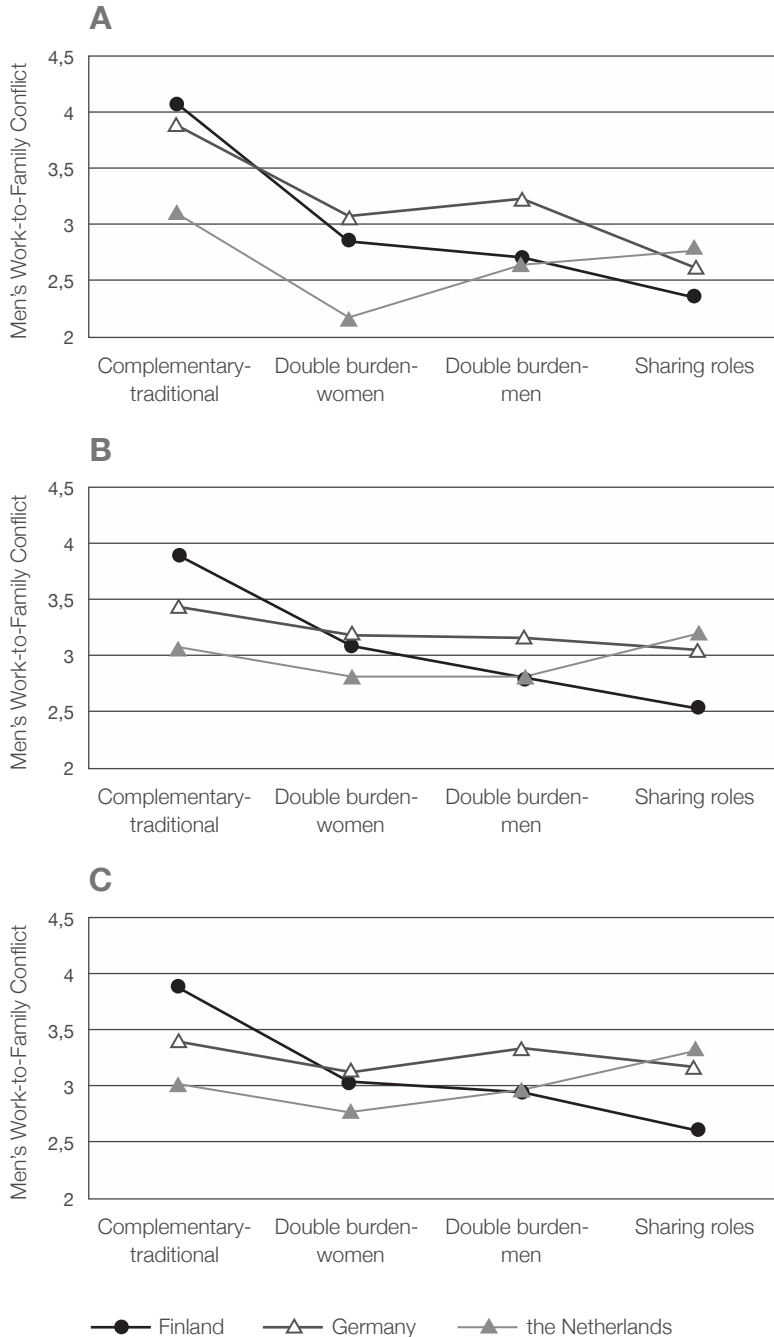 A
Men's Work-to-Family Conflict
4,5
4
3,5
3
2,5
2
Complementary-
traditional
Double burden-
women
Double burden-
men
Sharing roles
B
Men's Work-to-Family Conflict
4,5
4
3,5
3
2,5
2
Complementary-
traditional
Double burden-
women
Double burden-
men
Sharing roles
C
Men's Work-to-Family Conflict
4,5
4
3,5
3
2,5
2
Complementary-
traditional
Double burden-
women
Double burden-
men
Sharing roles
Finland
Germany
the Netherlands